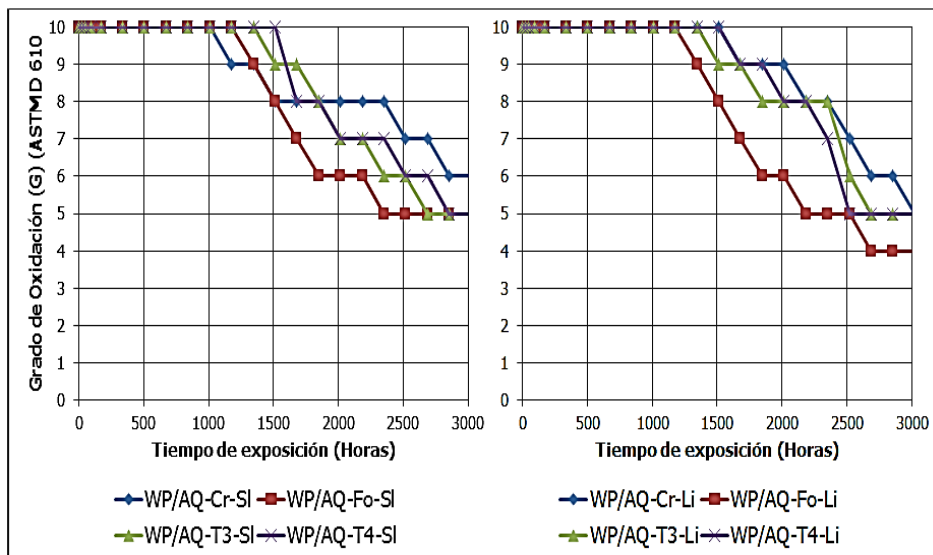 Grado de Oxidación (G) (ASTMD 610
10
9
8
7
6
5
4
3
2
1
0
0 500 1000 1500 2000 2500 3000
Tiempo de exposición (Horas)
WP/AQ-Cr-Sl WP/AQ-Fo-Sl
WP/AQ-T3-Sl WP/AQ-T4-Sl
10
9
8
7
6
5
4
3
2
1
0
0 500 1000 1500 2000 2500 3000
Tiempo de exposición (Horas)
WP/AQ-Cr-Li WP/AQ-Fo-Li
WP/AQ-T3-Li WP/AQ-T4-Li